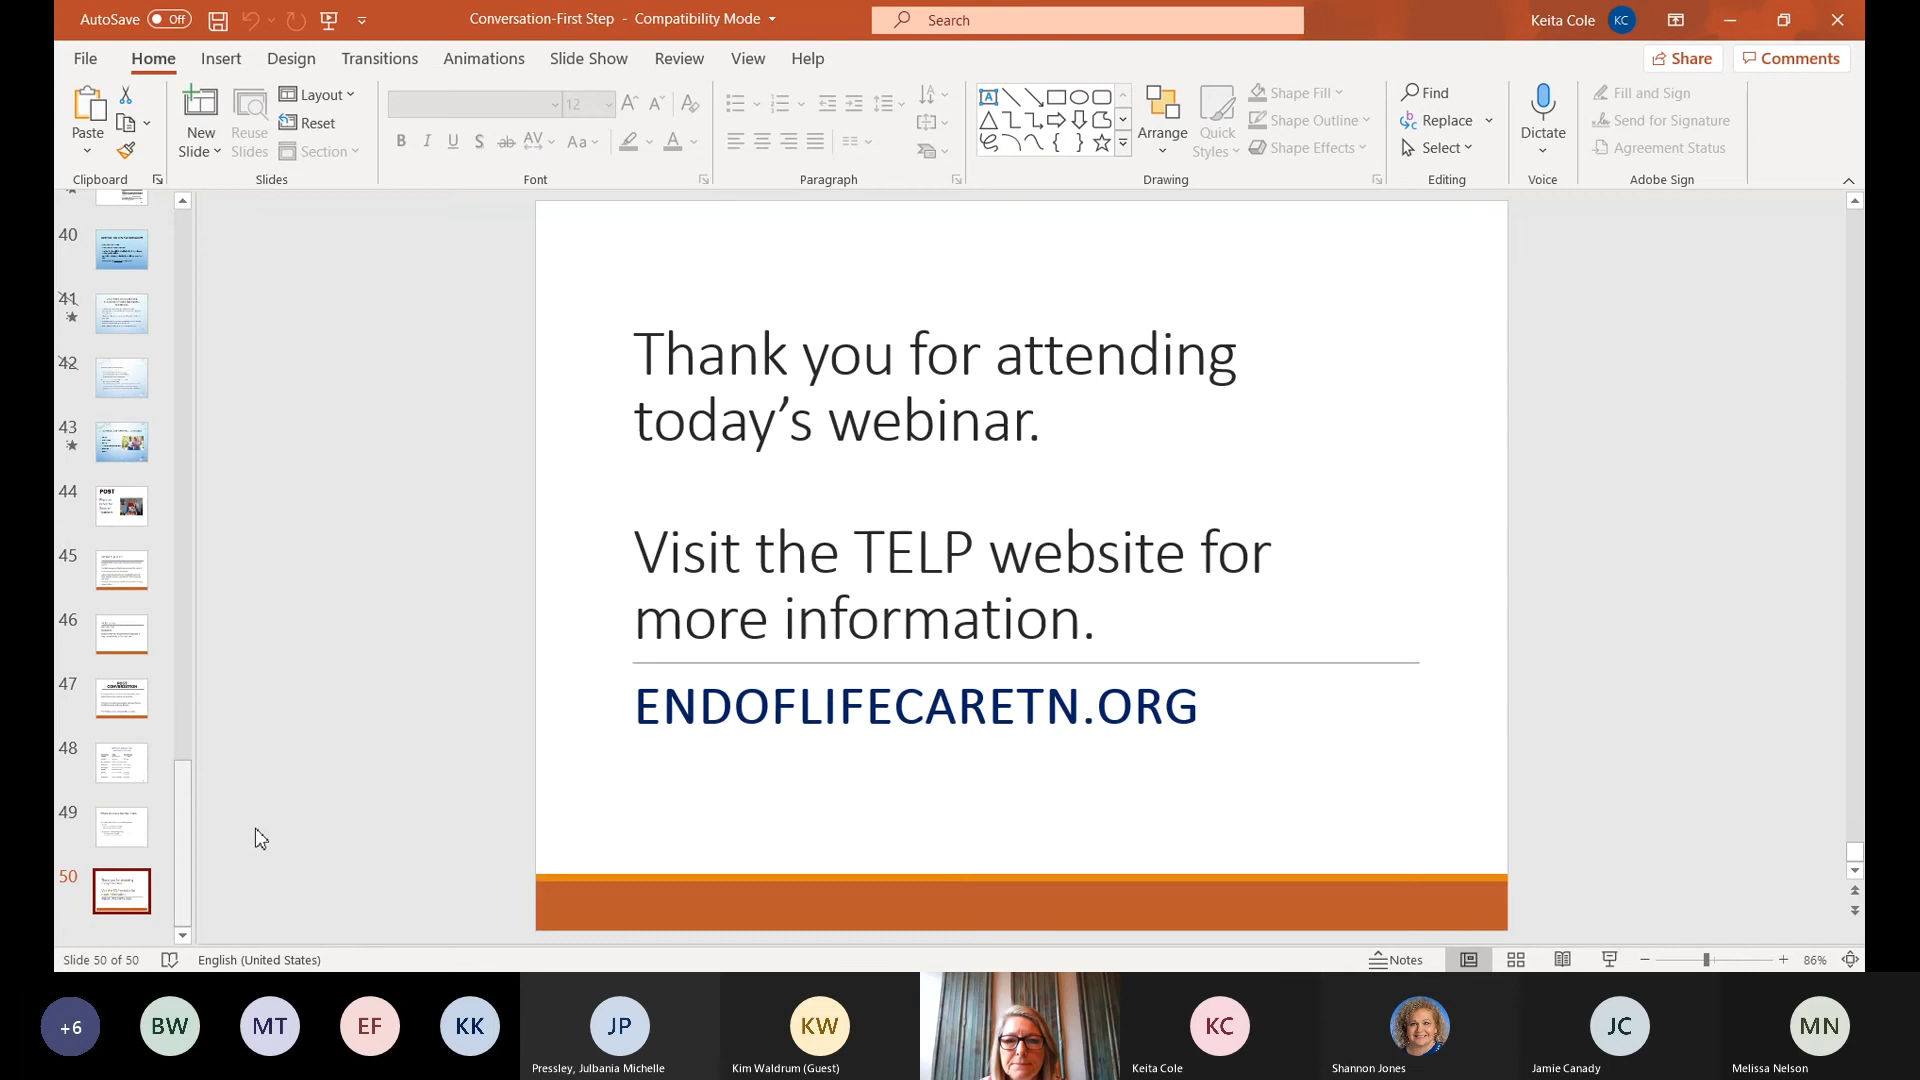 AutoSave Off
Conversation-First Step - Compatibility Mode
Search
Keita Cole KC
File Home Insert Design Transitions Animations Slide Show Review View Help
Share Comments
Paste
New Slide
Reuse Slides
Layout
Reset
Section
12
B I U S ab AV Aa A
Arrange
Quick Styles
Shape Fill
Shape Outline
Shape Effects
Find
Replace
Select
Dictate
Fill and Sign
Send for Signature
Agreement Status
Clipboard Slides Font Paragraph Drawing Editing Voice Adobe Sign
40
41
42
43
44
POST
45
46
47
48
49
50
Thank you for attending
today’s webinar.
Visit the TELP website for
more information.
ENDOFLIFECARETN.ORG
Slide 50 of 50 English (United States) Notes 86%
+6 BW MT EF KK JP KW KC JC MN
Pressley, Julbania Michelle Kim Waldrum (Guest) Keita Cole Shannon Jones Jamie Canady Melissa Nelson